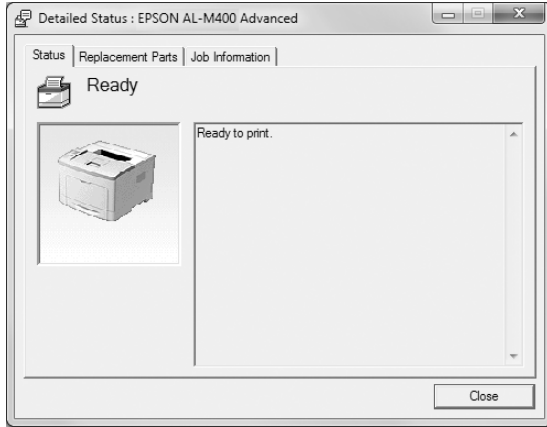 Detailed Status : EPSON AL-M400 Advanced
Status Replacement Parts Job Information
Ready
Ready to print.
Close